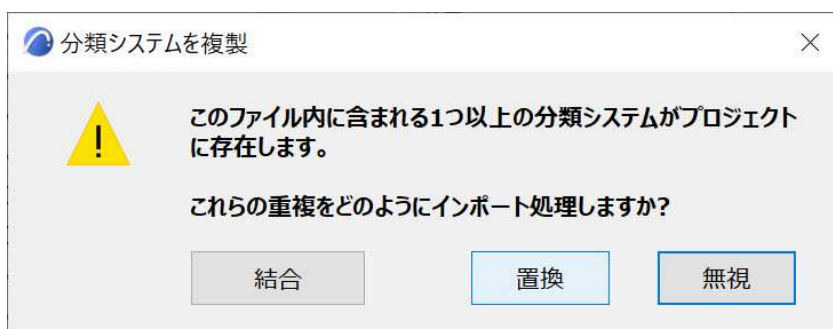 分類システムを複製
このファイル内に含まれる1つ以上の分類システムがプロジェクト
に存在します。
これらの重複をどのようにインポート処理しますか?
結合
置換
無視